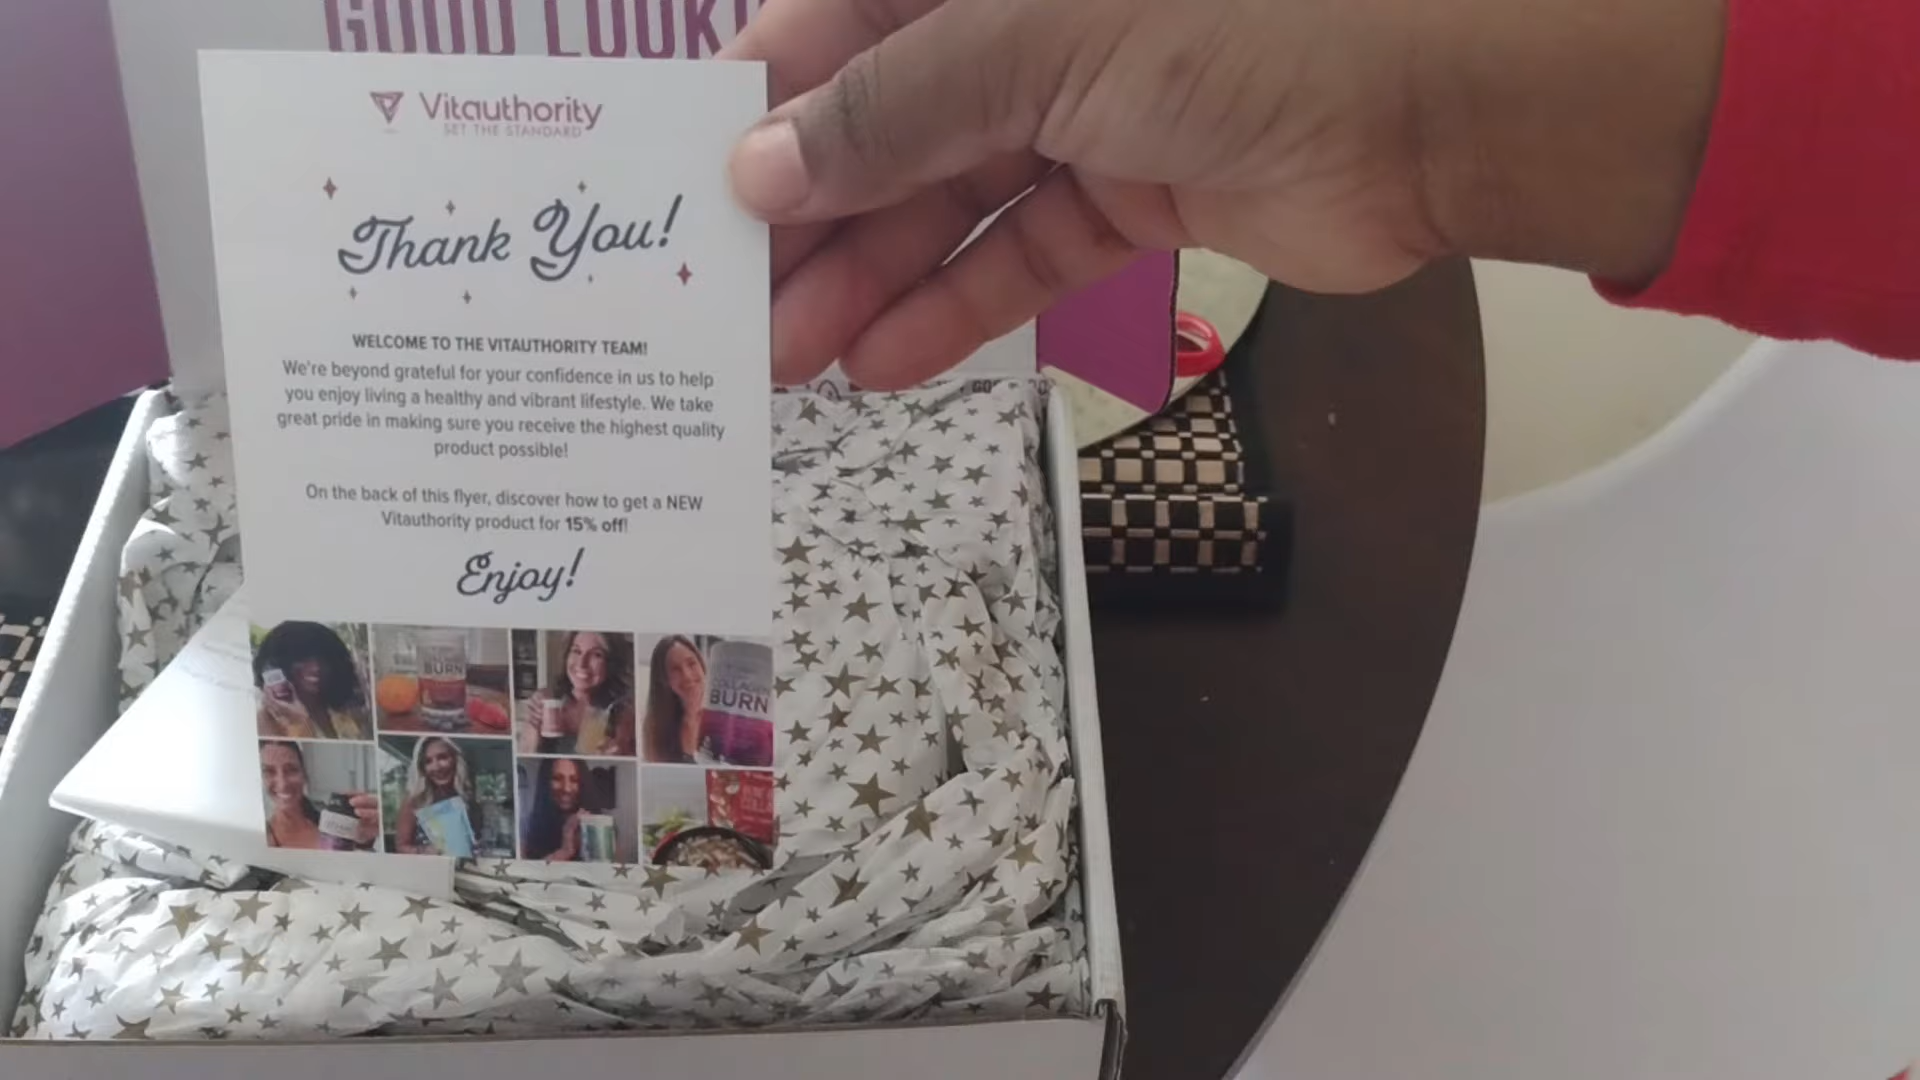 GOOD LOOKI
Vitauthority
SET THE STANDARD
Thank You!
WELCOME TO THE VITAUTHORITY TEAM!
We're beyond grateful for your confidence in us to help
you enjoy living a healthy and vibrant lifestyle. We take
great pride in making sure you receive the highest quality
product possible!
On the back of this flyer, discover how to get a NEW
Vitauthority product for 15% off!
Enjoy!
BURN
COLLAGEN
BURN